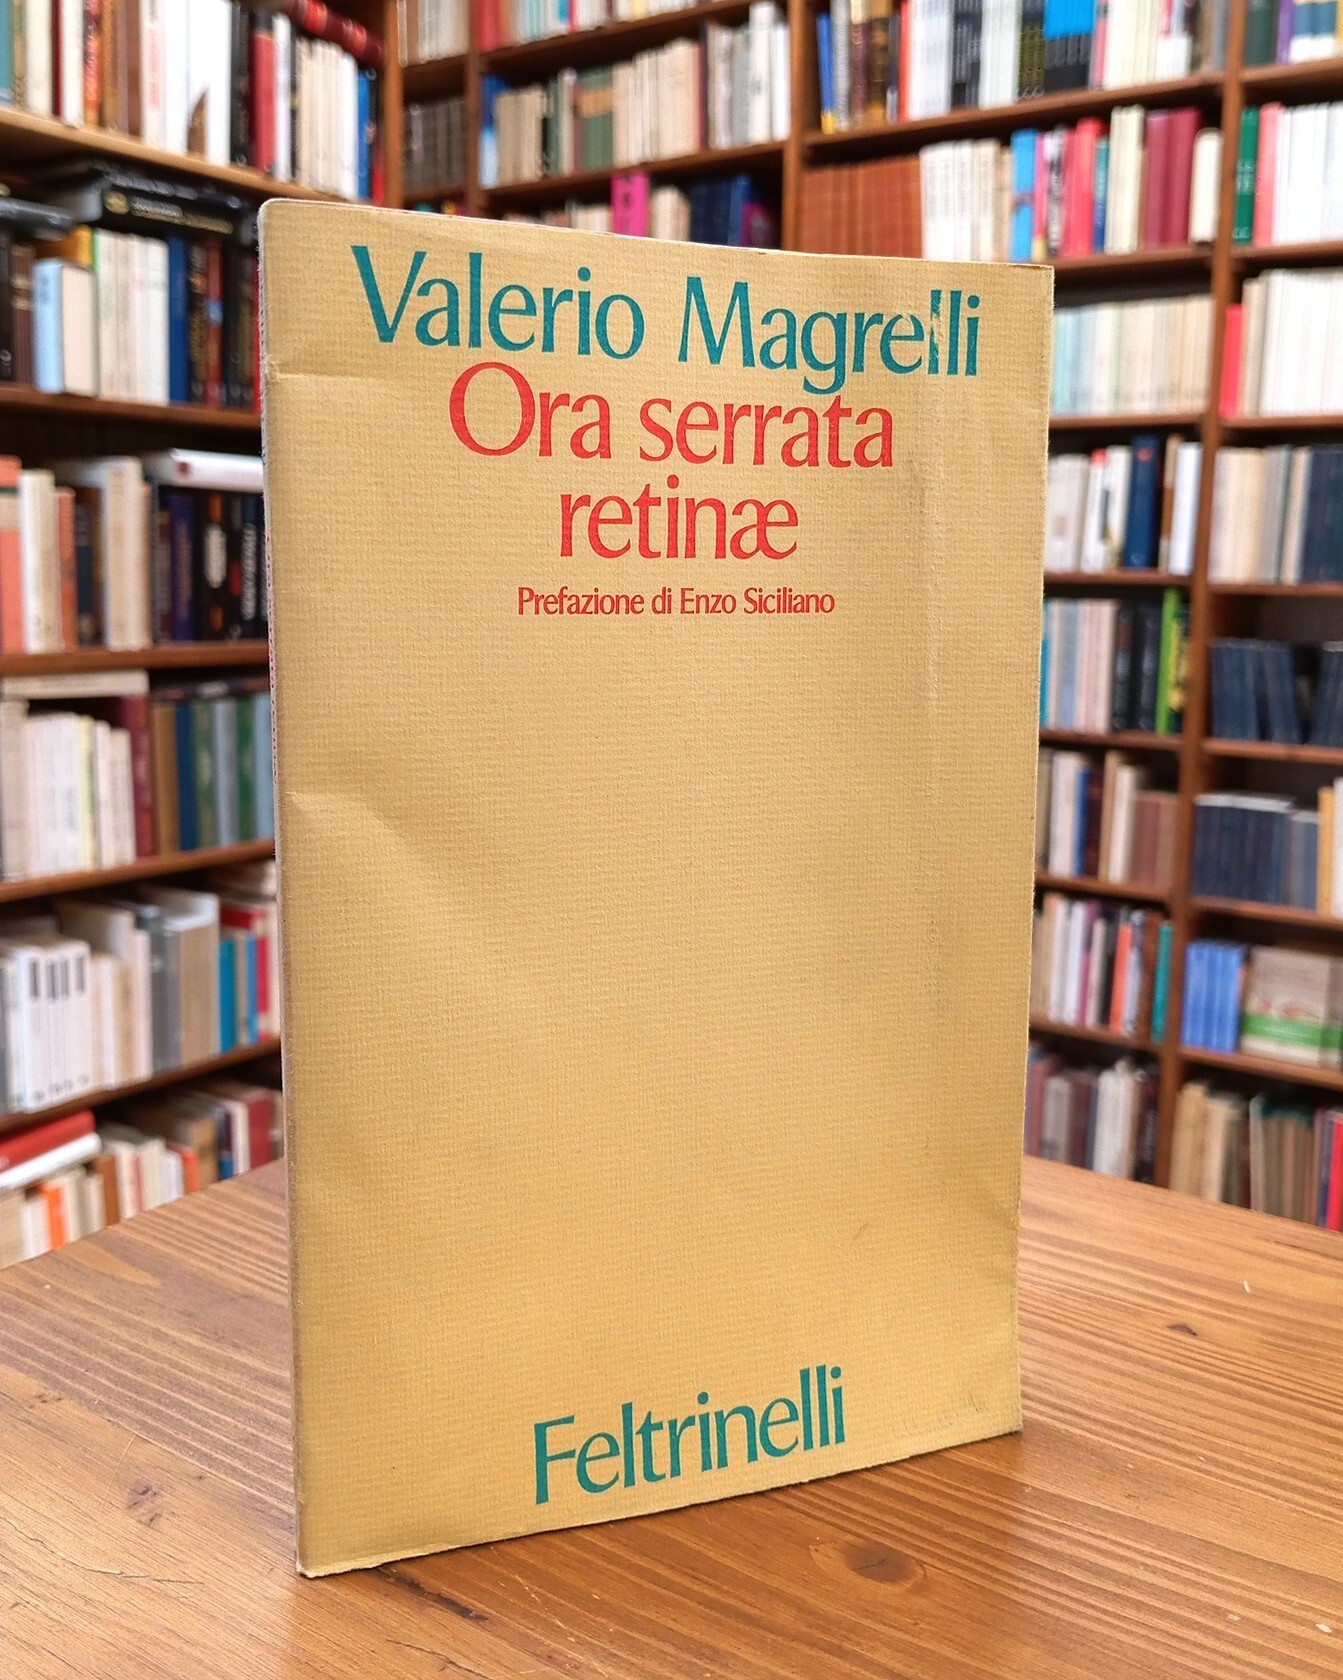 Valerio Magrelli
Ora serrata
retinæ
Prefazione di Enzo Siciliano
Feltrinelli